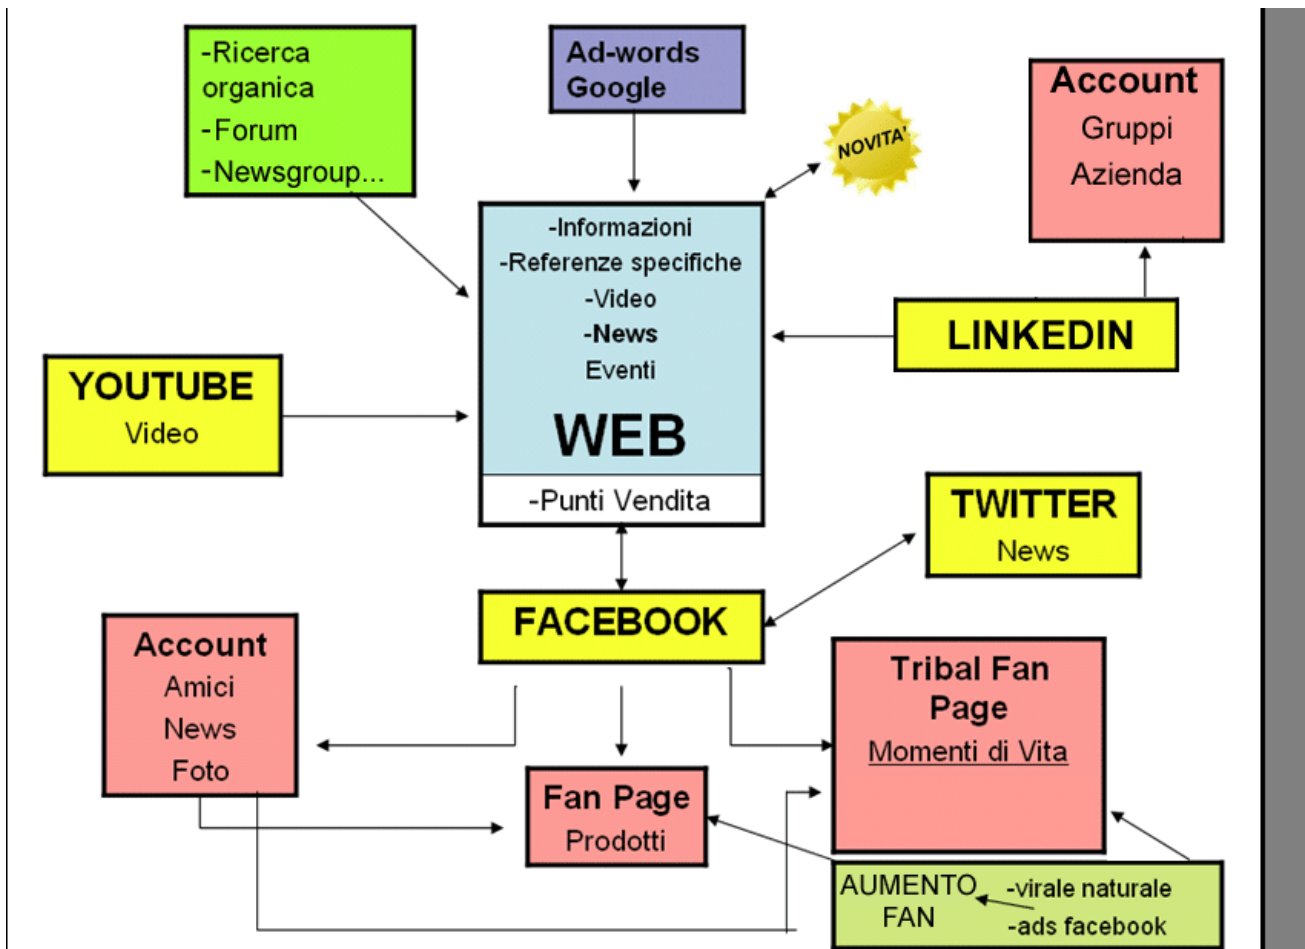 -Ricerca
organica
-Forum
-Newsgroup...
Ad-words
Google
NOVITA'
Account
Gruppi
Azienda
-Informazioni
-Referenze specifiche
-Video
-News
Eventi
WEB
-Punti Vendita
LINKEDIN
YOUTUBE
Video
TWITTER
News
FACEBOOK
Account
Amici
News
Foto
Tribal Fan
Page
Momenti di Vita
Fan Page
Prodotti
AUMENTO
FAN
-virale naturale
-ads facebook